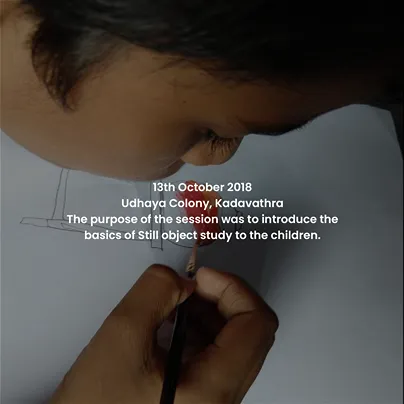 13th October 2018
Udhaya Colony, Kadavathra
The purpose of the session was to introduce the
basics of Still object study to the children.